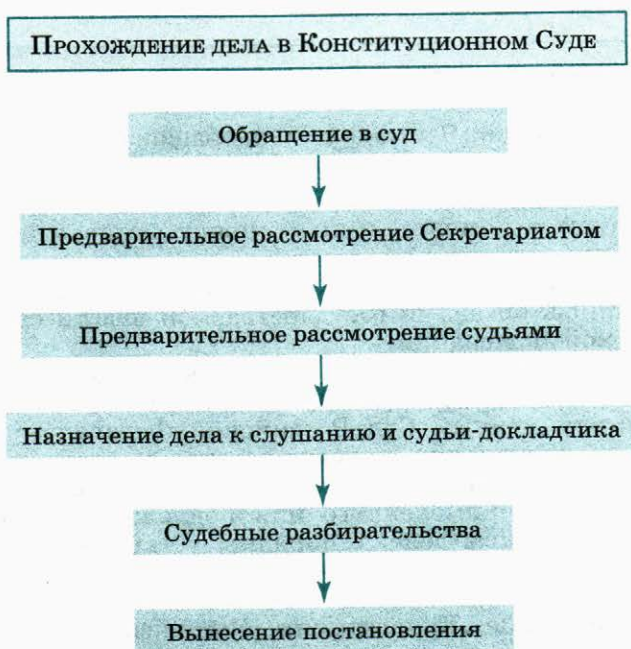 Прохождение дела в Конституционном Суде
Обращение в суд
Предварительное рассмотрение Секретариатом
Предварительное рассмотрение судьями
Назначение дела к слушанию и судьи-докладчика
Судебные разбирательства
Вынесение постановления